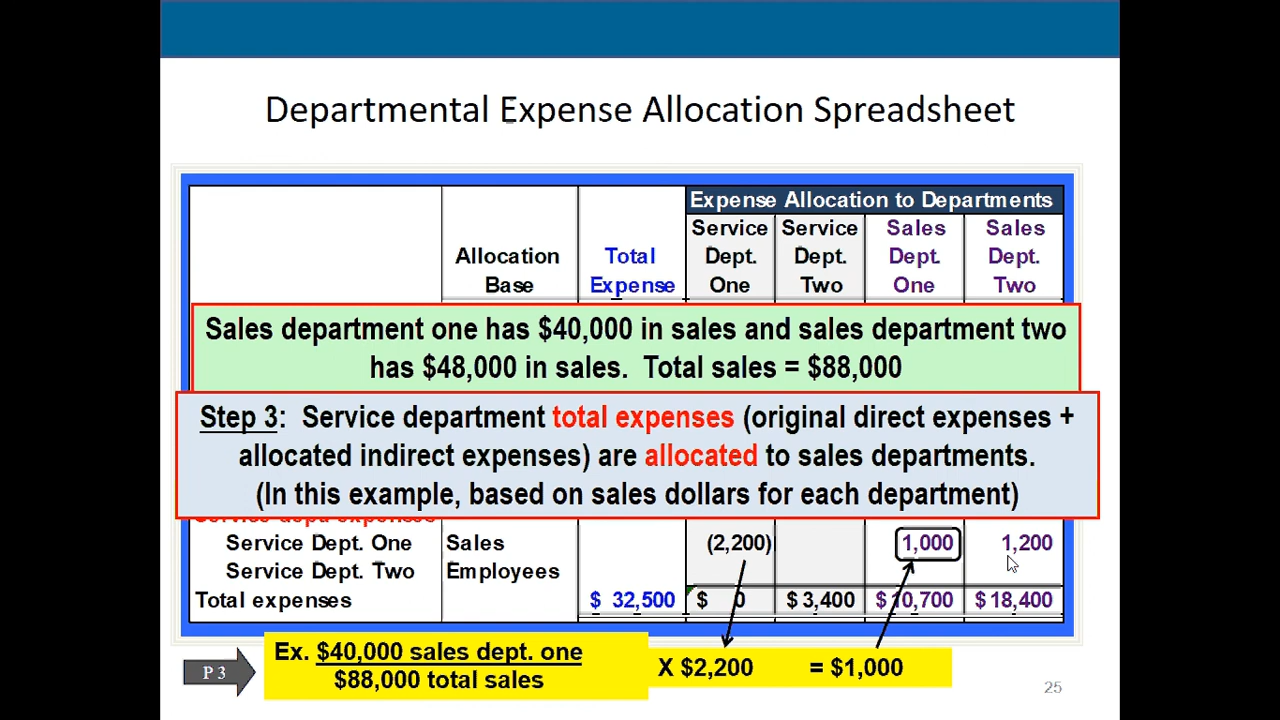 Departmental Expense Allocation Spreadsheet
Expense Allocation to Departments
Allocation Base
Total Expense
Service Dept. One
Service Dept. Two
Sales Dept. One
Sales Dept. Two
Sales department one has $40,000 in sales and sales department two
has $48,000 in sales. Total sales = $88,000
Step 3: Service department total expenses (original direct expenses +
allocated indirect expenses) are allocated to sales departments.
(In this example, based on sales dollars for each department)
Service Dept. One Sales (2,200) 1,000 1,200
Service Dept. Two Employees
Total expenses $ 32,500 $ 0 $ 3,400 $ 10,700 $ 18,400
Ex. $40,000 sales dept. one
$88,000 total sales
X $2,200 = $1,000
P 3
25